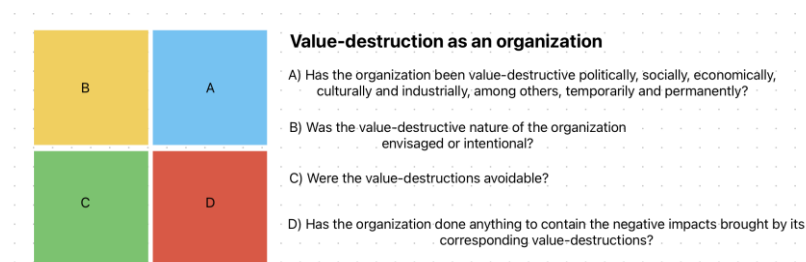 Value-destruction as an organization
B
A
A) Has the organization been value-destructive politically, socially, economically,
culturally and industrially, among others, temporarily and permanently?
B) Was the value-destructive nature of the organization
envisaged or intentional?
C) Were the value-destructions avoidable?
C
D
D) Has the organization done anything to contain the negative impacts brought by its
corresponding value-destructions?